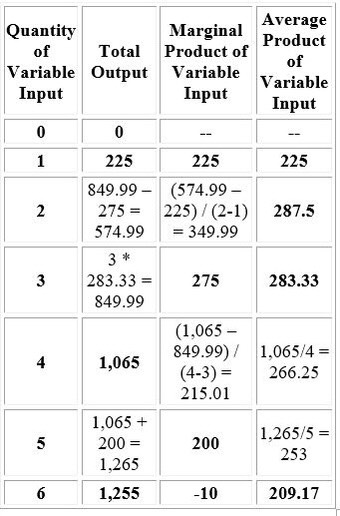 Quantity
of
Variable
Input
Total
Output
Marginal
Product of
Variable
Input
Average
Product
of
Variable
Input
0
0
--
--
1
225
225
225
2
849.99 –
275 =
574.99
(574.99 –
225) / (2-1)
= 349.99
287.5
3
3 *
283.33 =
849.99
275
283.33
4
1,065
(1,065 –
849.99) /
(4-3) =
215.01
1,065/4 =
266.25
5
1,065 +
200 =
1,265
200
1,265/5 =
253
6
1,255
-10
209.17